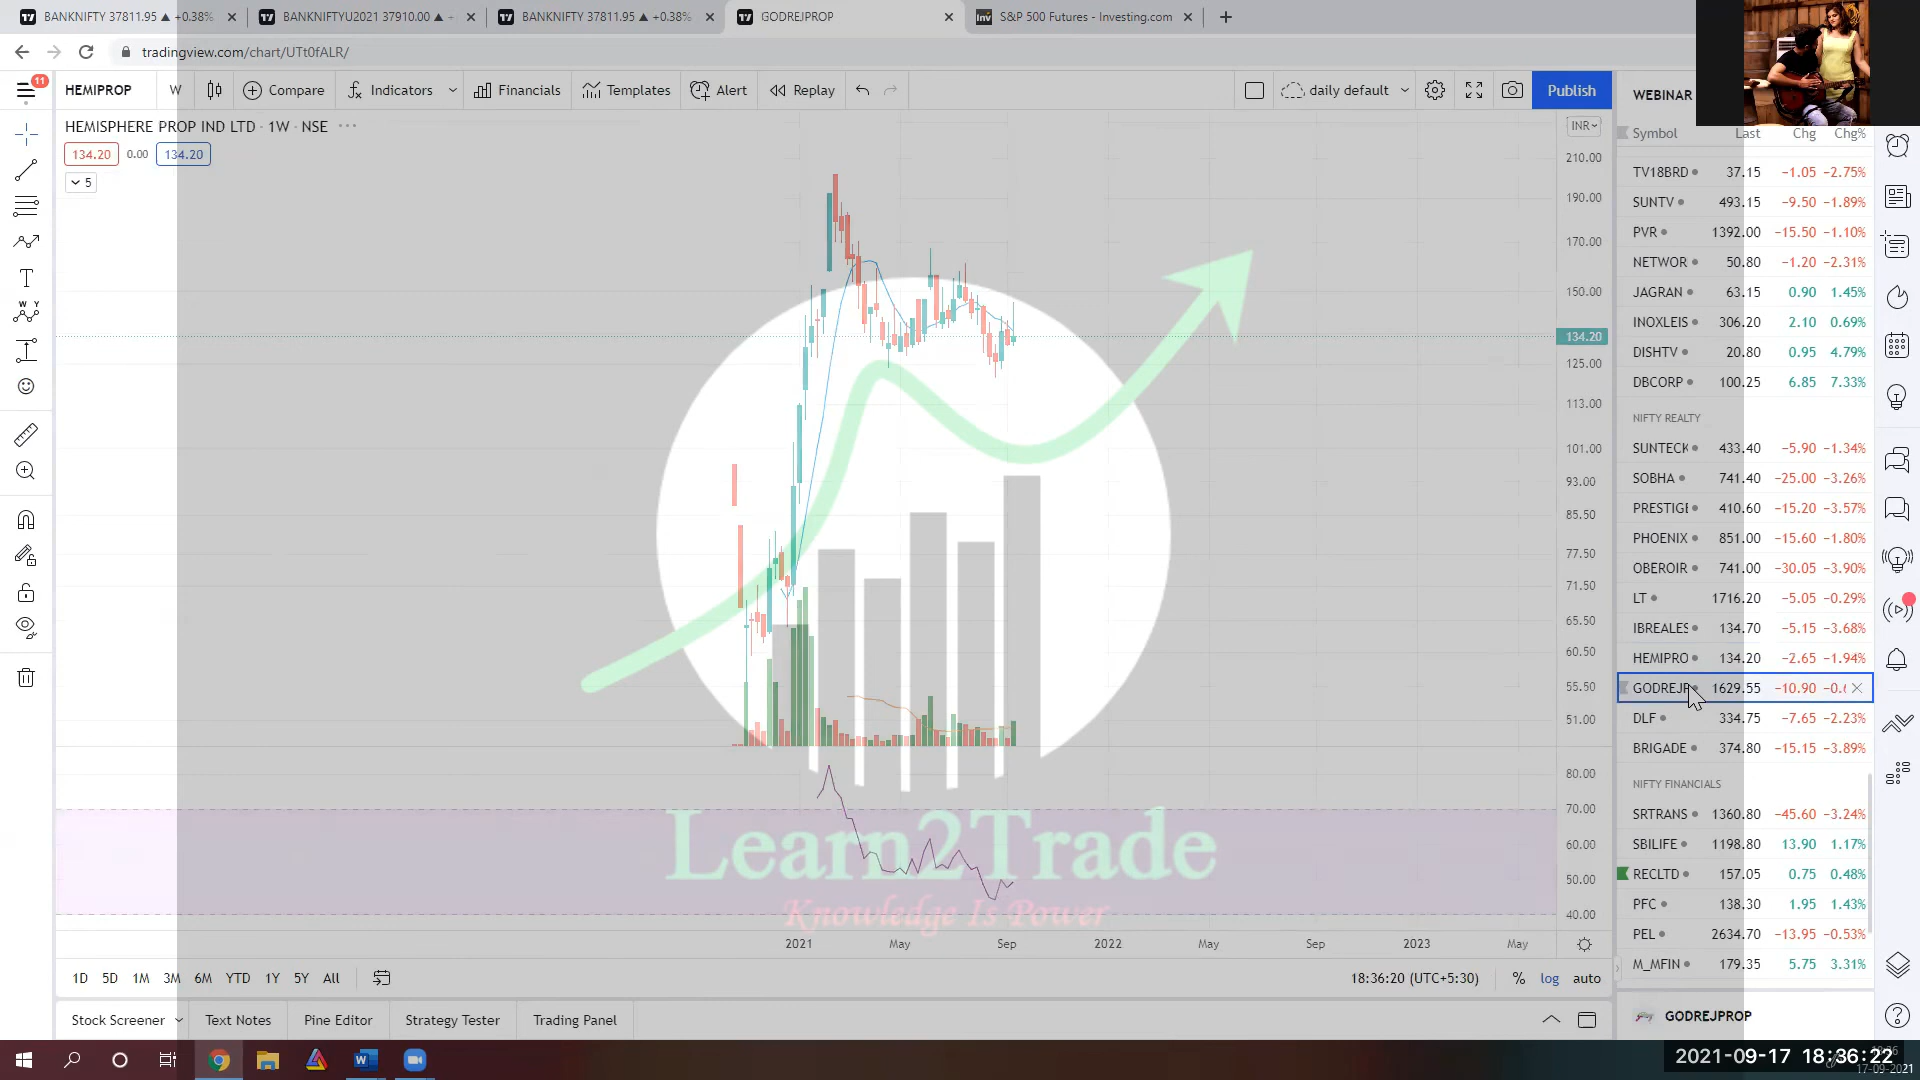 BANKNIFTY 37811.95 ▲ +0.38%
BANKNIFTYU2021 37910.00 ▲ +
BANKNIFTY 37811.95 ▲ +0.38%
GODREJPROP
S&P 500 Futures - Investing.com
tradingview.com/chart/UTt0fALR/
11
HEMIPROP W Compare Indicators Financials Templates Alert Replay daily default Publish
HEMISPHERE PROP IND LTD · 1W · NSE
134.20 0.00 134.20
5
INR
210.00
190.00
170.00
150.00
134.20
125.00
113.00
101.00
93.00
85.50
77.50
71.50
65.50
60.50
55.50
51.00
80.00
70.00
60.00
50.00
40.00
Learn2Trade
Knowledge Is Power
2021 May Sep 2022 May Sep 2023 May
1D 5D 1M 3M 6M YTD 1Y 5Y All
18:36:20 (UTC+5:30) % log auto
Stock Screener Text Notes Pine Editor Strategy Tester Trading Panel
WEBINAR
Symbol Last Chg Chg%
TV18BRD 37.15 −1.05 −2.75%
SUNTV 493.15 −9.50 −1.89%
PVR 1392.00 −15.50 −1.10%
NETWOR 50.80 −1.20 −2.31%
JAGRAN 63.15 0.90 1.45%
INOXLEIS 306.20 2.10 0.69%
DISHTV 20.80 0.95 4.79%
DBCORP 100.25 6.85 7.33%
NIFTY REALTY
SUNTECK 433.40 −5.90 −1.34%
SOBHA 741.40 −25.00 −3.26%
PRESTIGE 410.60 −15.20 −3.57%
PHOENIX 851.00 −15.60 −1.80%
OBEROIR 741.00 −30.05 −3.90%
LT 1716.20 −5.05 −0.29%
IBREALES 134.70 −5.15 −3.68%
HEMIPRO 134.20 −2.65 −1.94%
GODREJP 1629.55 −10.90
DLF 334.75 −7.65 −2.23%
BRIGADE 374.80 −15.15 −3.89%
NIFTY FINANCIALS
SRTRANS 1360.80 −45.60 −3.24%
SBILIFE 1198.80 13.90 1.17%
RECLTD 157.05 0.75 0.48%
PFC 138.30 1.95 1.43%
PEL 2634.70 −13.95 −0.53%
M_MFIN 179.35 5.75 3.31%
GODREJPROP
2021-09-17 18:36:22
17-09-2021